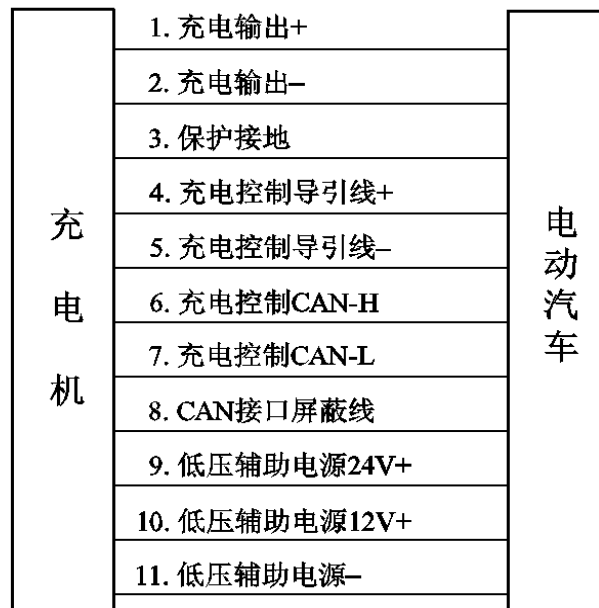 充电机
1. 充电输出+
2. 充电输出–
3. 保护接地
4. 充电控制导引线+
5. 充电控制导引线–
6. 充电控制CAN-H
7. 充电控制CAN-L
8. CAN接口屏蔽线
9. 低压辅助电源24V+
10. 低压辅助电源12V+
11. 低压辅助电源–
电动汽车